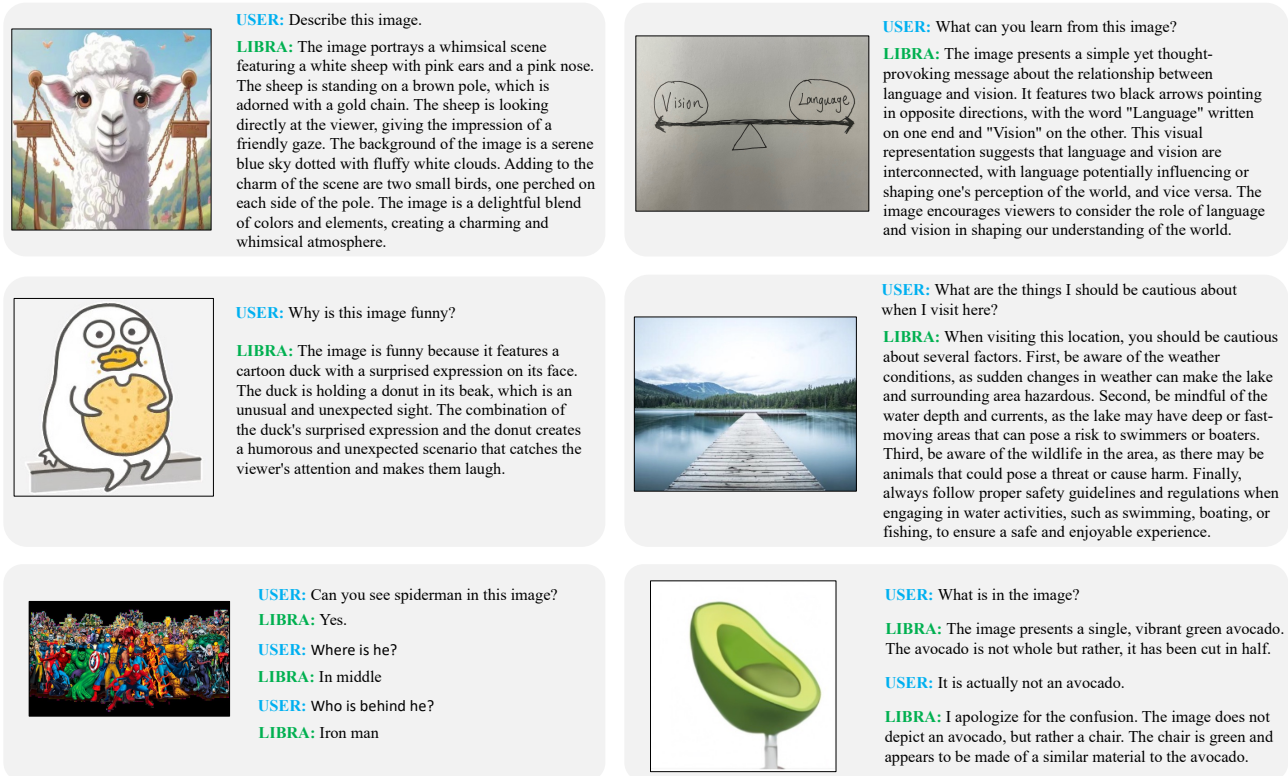 USER: Describe this image.
LIBRA: The image portrays a whimsical scene
featuring a white sheep with pink ears and a pink nose.
The sheep is standing on a brown pole, which is
adorned with a gold chain. The sheep is looking
directly at the viewer, giving the impression of a
friendly gaze. The background of the image is a serene
blue sky dotted with fluffy white clouds. Adding to the
charm of the scene are two small birds, one perched on
each side of the pole. The image is a delightful blend
of colors and elements, creating a charming and
whimsical atmosphere.
Vision
Language
USER: What can you learn from this image?
LIBRA: The image presents a simple yet thought-
provoking message about the relationship between
language and vision. It features two black arrows pointing
in opposite directions, with the word "Language" written
on one end and "Vision" on the other. This visual
representation suggests that language and vision are
interconnected, with language potentially influencing or
shaping one's perception of the world, and vice versa. The
image encourages viewers to consider the role of language
and vision in shaping our understanding of the world.
USER: Why is this image funny?
LIBRA: The image is funny because it features a
cartoon duck with a surprised expression on its face.
The duck is holding a donut in its beak, which is an
unusual and unexpected sight. The combination of
the duck's surprised expression and the donut creates
a humorous and unexpected scenario that catches the
viewer's attention and makes them laugh.
USER: What are the things I should be cautious about
when I visit here?
LIBRA: When visiting this location, you should be cautious
about several factors. First, be aware of the weather
conditions, as sudden changes in weather can make the lake
and surrounding area hazardous. Second, be mindful of the
water depth and currents, as the lake may have deep or fast-
moving areas that can pose a risk to swimmers or boaters.
Third, be aware of the wildlife in the area, as there may be
animals that could pose a threat or cause harm. Finally,
always follow proper safety guidelines and regulations when
engaging in water activities, such as swimming, boating, or
fishing, to ensure a safe and enjoyable experience.
USER: Can you see spiderman in this image?
LIBRA: Yes.
USER: Where is he?
LIBRA: In middle
USER: Who is behind he?
LIBRA: Iron man
USER: What is in the image?
LIBRA: The image presents a single, vibrant green avocado.
The avocado is not whole but rather, it has been cut in half.
USER: It is actually not an avocado.
LIBRA: I apologize for the confusion. The image does not
depict an avocado, but rather a chair. The chair is green and
appears to be made of a similar material to the avocado.